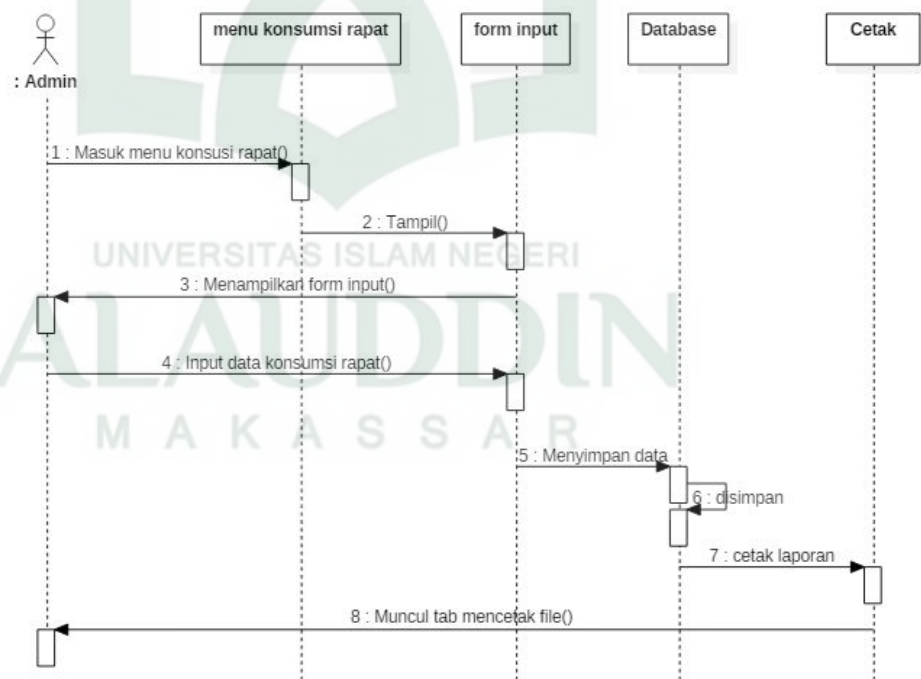 menu konsumsi rapat
form input
Database
Cetak
: Admin
1 : Masuk menu konsusi rapat()
2 : Tampil()
UNIVERSITAS ISLAM NEGERI
3 : Menampilkan form input()
ALAUDDIN
4 : Input data konsumsi rapat()
MAKASSAR
5 : Menyimpan data
6 : disimpan
7 : cetak laporan
8 : Muncul tab mencetak file()